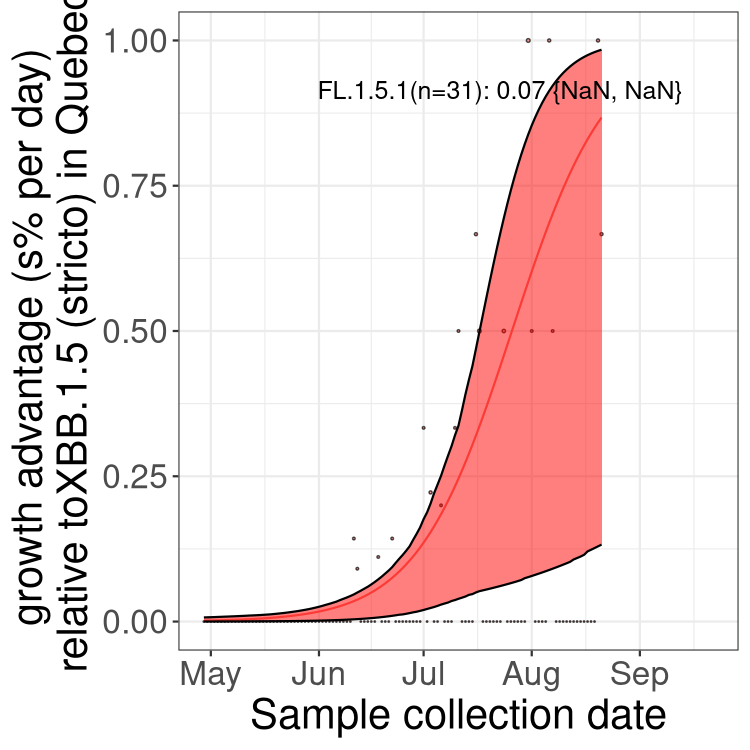 growth advantage (s% per day)
relative toXBB.1.5 (stricto) in Quebec
1.00
0.75
0.50
0.25
0.00
FL.1.5.1(n=31): 0.07 {NaN, NaN}
May Jun Jul Aug Sep
Sample collection date